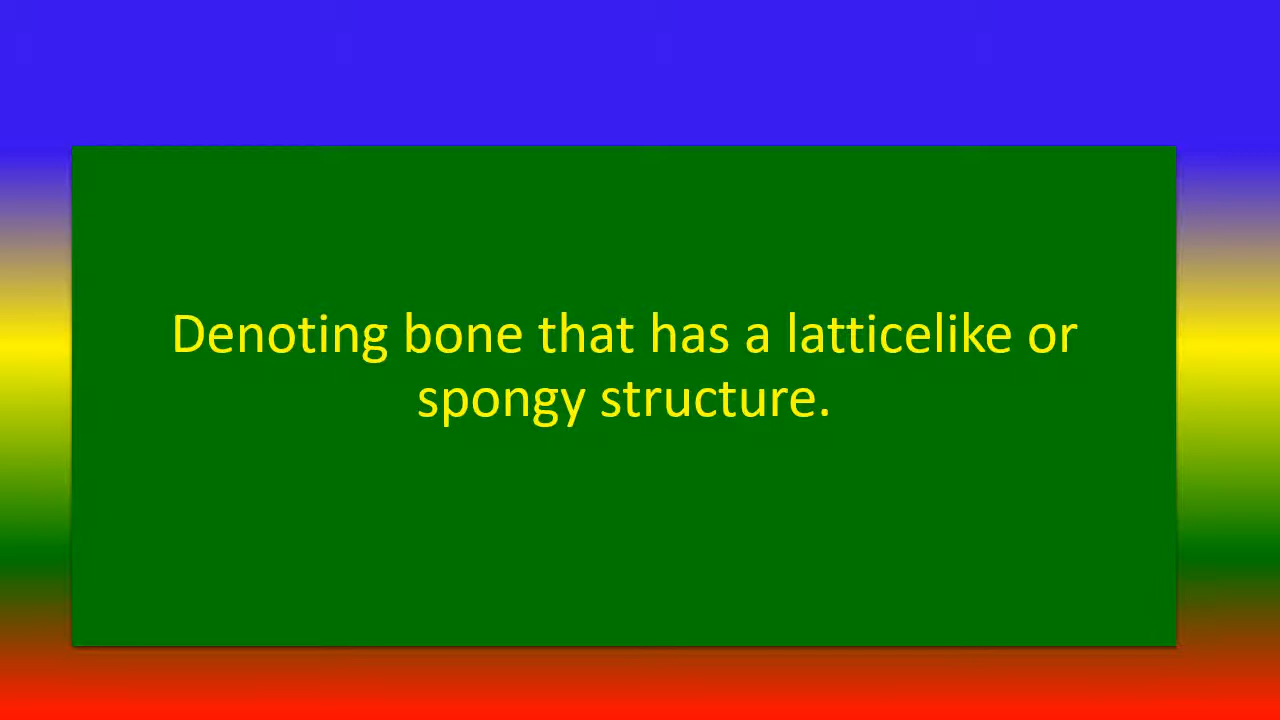 Denoting bone that has a latticelike or
spongy structure.